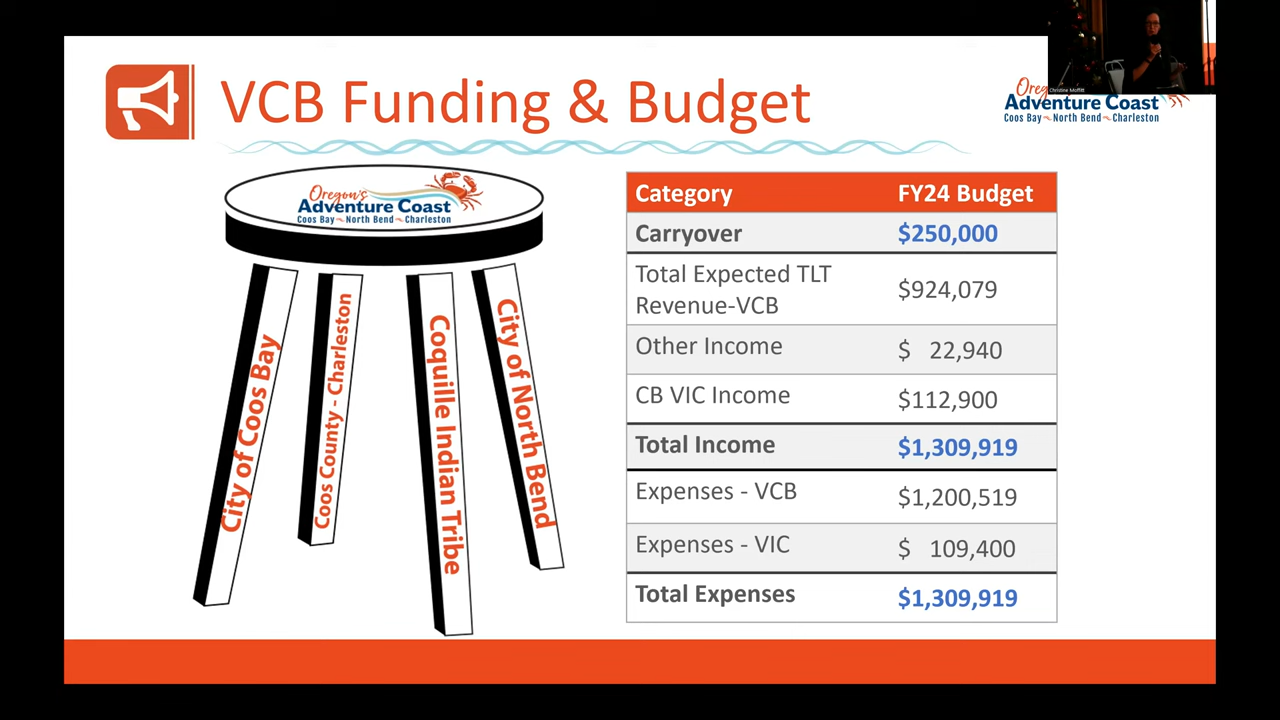 VCB Funding & Budget
Christine Moffitt
Oregon's
Adventure Coast
Coos Bay ~ North Bend ~ Charleston
Oregon's
Adventure Coast
Coos Bay ~ North Bend ~ Charleston
City of Coos Bay
Coos County - Charleston
Coquille Indian Tribe
City of North Bend
Category FY24 Budget
Carryover $250,000
Total Expected TLT
Revenue-VCB $924,079
Other Income $ 22,940
CB VIC Income $112,900
Total Income $1,309,919
Expenses - VCB $1,200,519
Expenses - VIC $ 109,400
Total Expenses $1,309,919